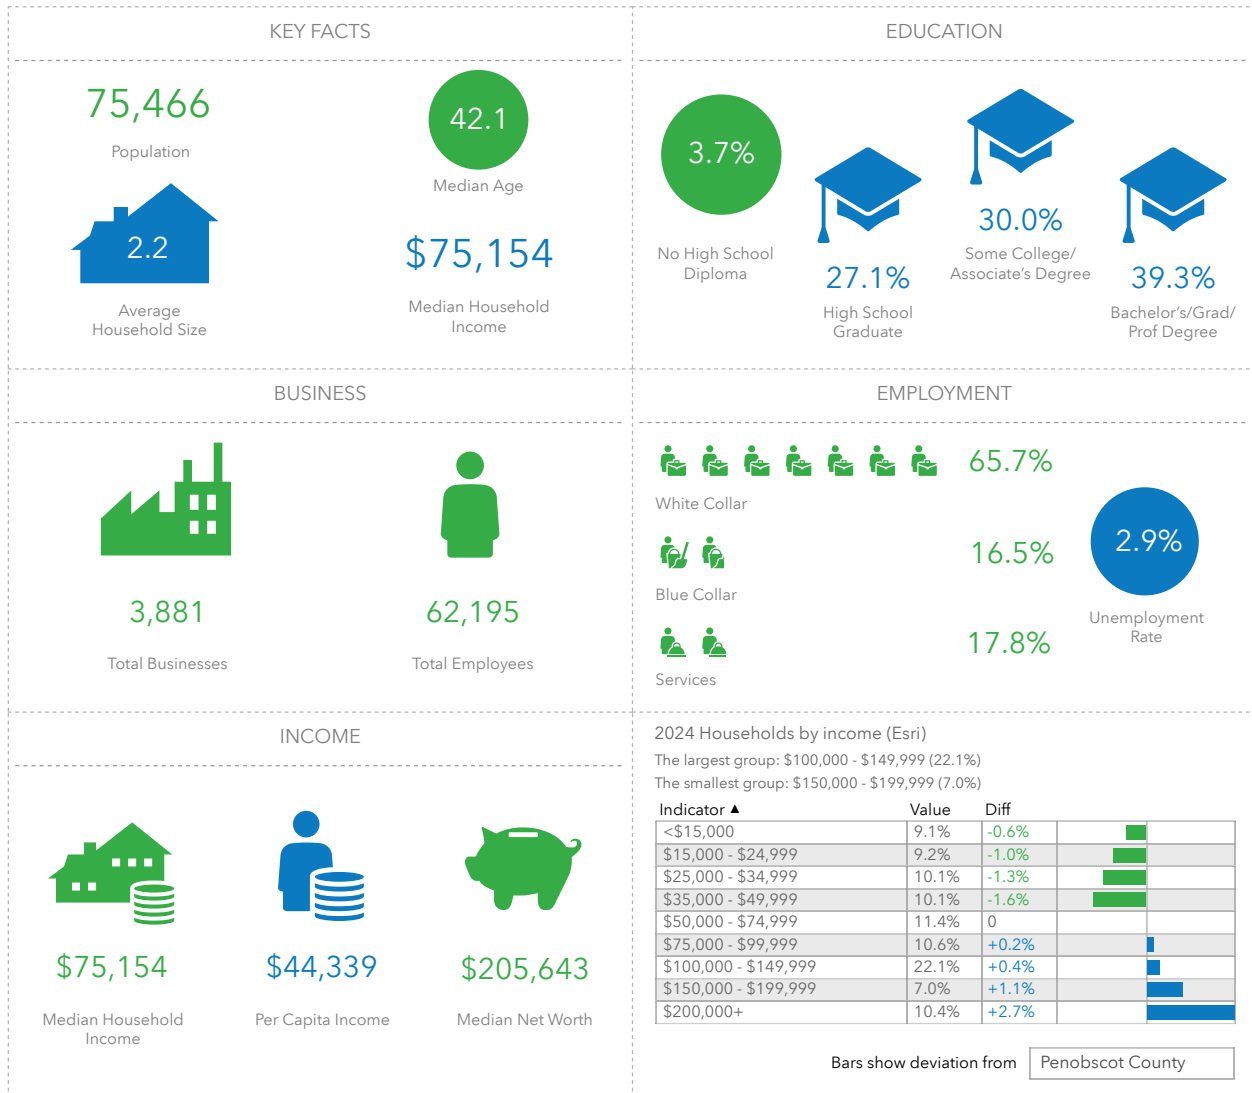 KEY FACTS
75,466
Population
42.1
Median Age
2.2
Average
Household Size
$75,154
Median Household
Income
EDUCATION
3.7%
No High School
Diploma
27.1%
High School
Graduate
30.0%
Some College/
Associate's Degree
39.3%
Bachelor's/Grad/
Prof Degree
BUSINESS
3,881
Total Businesses
62,195
Total Employees
EMPLOYMENT
65.7%
White Collar
16.5%
Blue Collar
17.8%
Services
2.9%
Unemployment
Rate
INCOME
$75,154
Median Household
Income
$44,339
Per Capita Income
$205,643
Median Net Worth
2024 Households by income (Esri)
The largest group: $100,000 - $149,999 (22.1%)
The smallest group: $150,000 - $199,999 (7.0%)
Indicator ▲ Value Diff
<$15,000 9.1% -0.6%
$15,000 - $24,999 9.2% -1.0%
$25,000 - $34,999 10.1% -1.3%
$35,000 - $49,999 10.1% -1.6%
$50,000 - $74,999 11.4% 0
$75,000 - $99,999 10.6% +0.2%
$100,000 - $149,999 22.1% +0.4%
$150,000 - $199,999 7.0% +1.1%
$200,000+ 10.4% +2.7%
Bars show deviation from Penobscot County